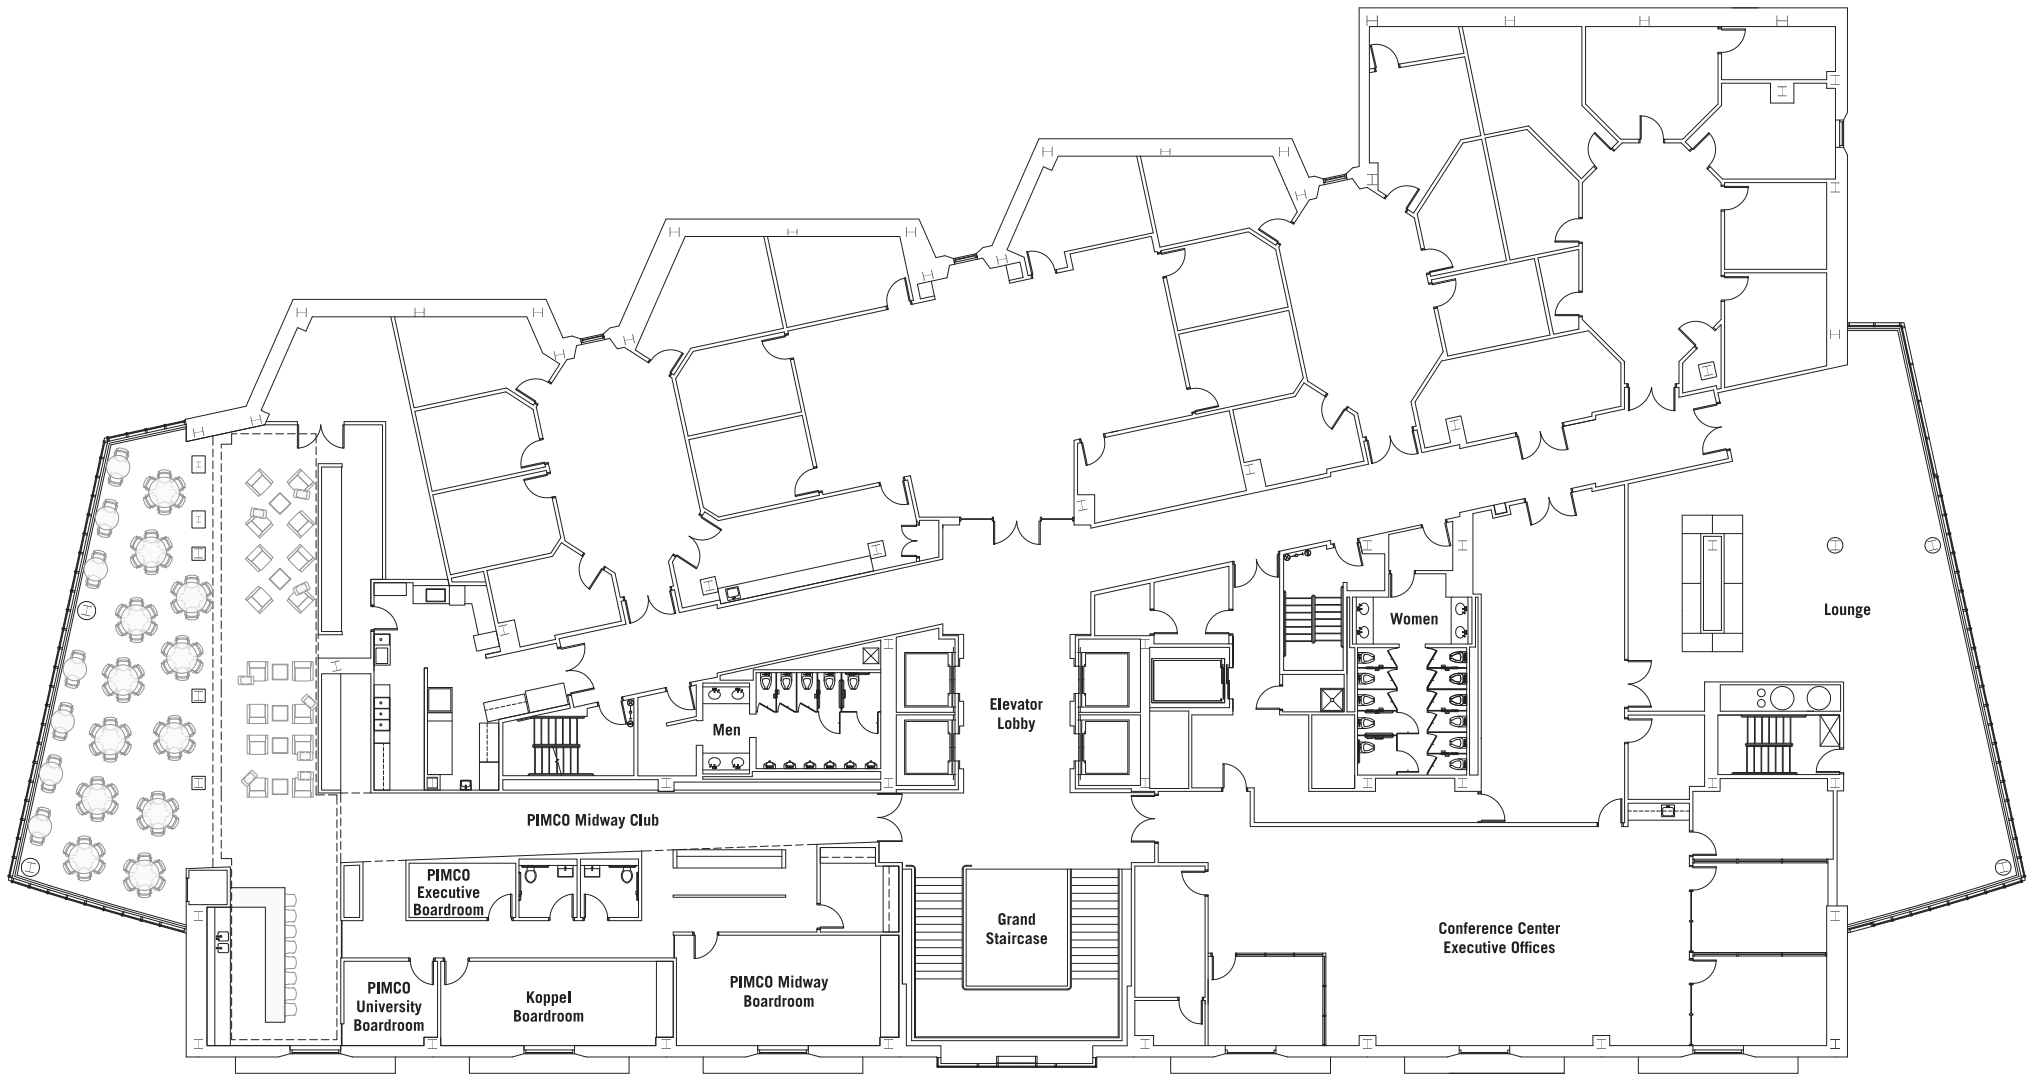 Women
Lounge
Elevator
Lobby
Men
PIMCO Midway Club
PIMCO
Executive
Boardroom
Grand
Staircase
Conference Center
Executive Offices
PIMCO
University
Boardroom
Koppel
Boardroom
PIMCO Midway
Boardroom